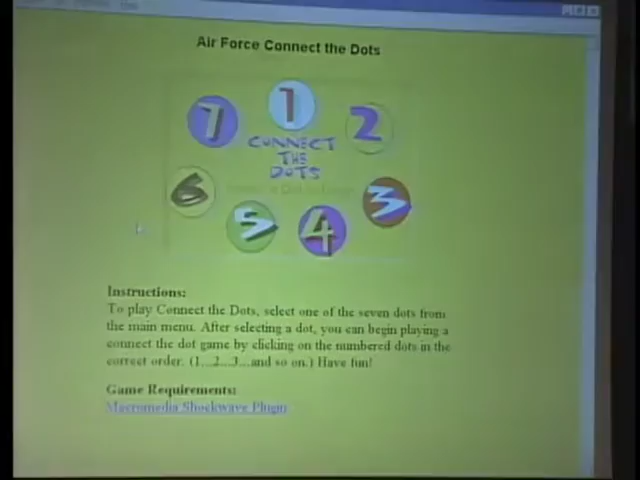 Air Force Connect the Dots
1
7
2
CONNECT
THE
DOTS
6
3
5
4
Instructions:
To play Connect the Dots, select one of the seven dots from
the main menu. After selecting a dot, you can begin playing a
connect the dot game by clicking on the numbered dots in the
correct order. (1...2...3...and so on.) Have fun!
Game Requirements:
Macromedia Shockwave Plugin